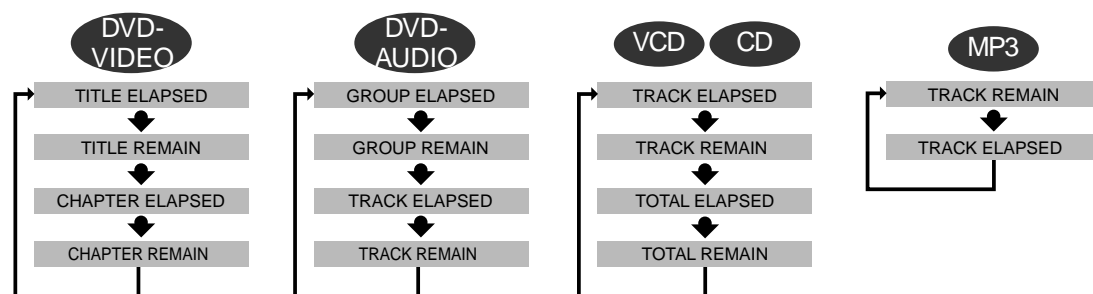 DVD-
VIDEO
TITLE ELAPSED
TITLE REMAIN
CHAPTER ELAPSED
CHAPTER REMAIN
DVD-
AUDIO
GROUP ELAPSED
GROUP REMAIN
TRACK ELAPSED
TRACK REMAIN
VCD CD
TRACK ELAPSED
TRACK REMAIN
TOTAL ELAPSED
TOTAL REMAIN
MP3
TRACK REMAIN
TRACK ELAPSED